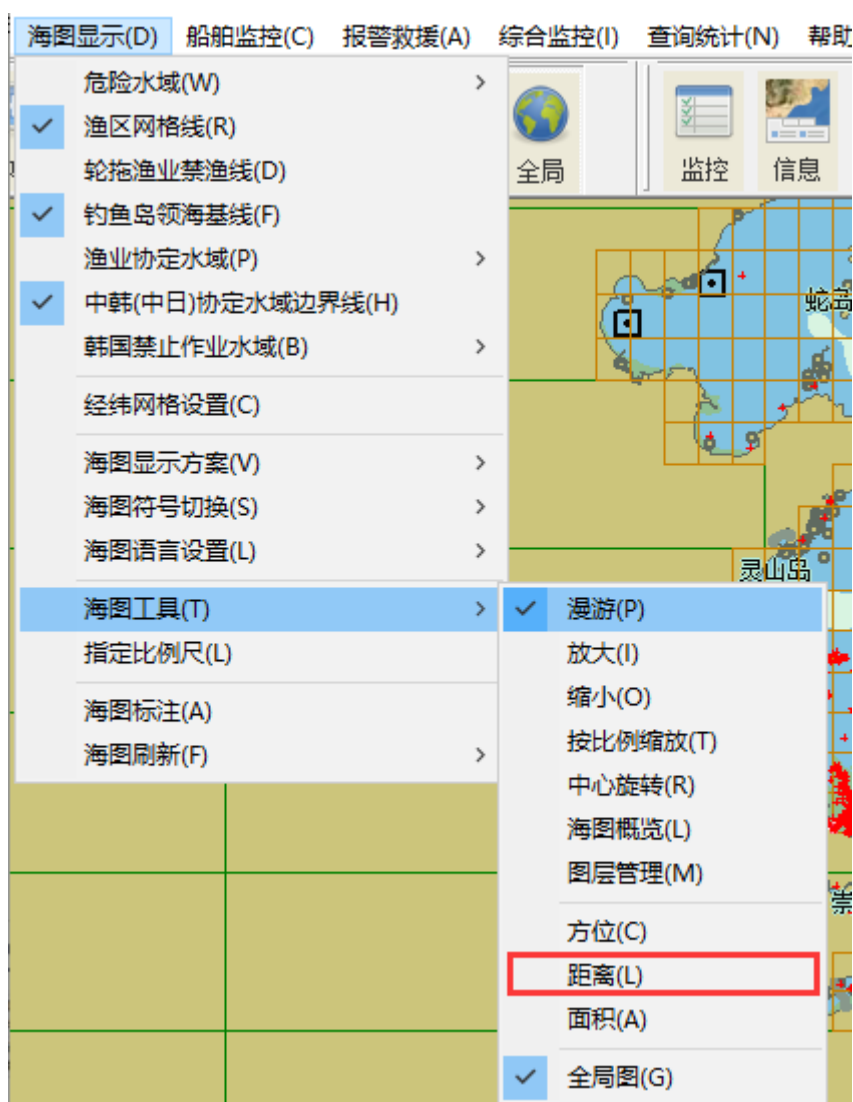 海图显示(D) 船舶监控(C) 报警救援(A) 综合监控(I) 查询统计(N) 帮助
危险水域(W)
渔区网格线(R)
轮拖渔业禁渔线(D)
钓鱼岛领海基线(F)
渔业协定水域(P)
中韩(中日)协定水域边界线(H)
韩国禁止作业水域(B)
经纬网格设置(C)
海图显示方案(V)
海图符号切换(S)
海图语言设置(L)
海图工具(T)
指定比例尺(L)
海图标注(A)
海图刷新(F)
全局
监控
信息
蛇岛
灵山岛
漫游(P)
放大(I)
缩小(O)
按比例缩放(T)
中心旋转(R)
海图概览(L)
图层管理(M)
方位(C)
距离(L)
面积(A)
全局图(G)
崇